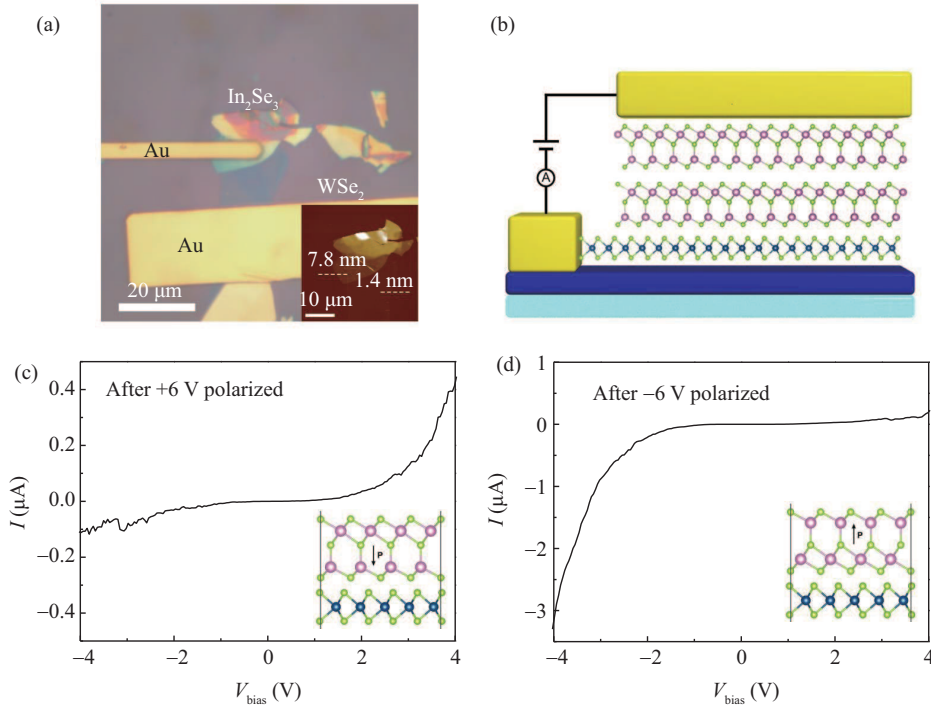 (a)
In₂Se₃
Au
WSe₂
Au
7.8 nm
1.4 nm
20 μm
10 μm
(b)
A
(c)
After +6 V polarized
I (μA)
0.4
0.2
0.0
−0.2
−0.4
P
−4
−2
0
2
4
V_bias (V)
(d)
After −6 V polarized
I (μA)
1
0
−1
−2
−3
P
−4
−2
0
2
4
V_bias (V)